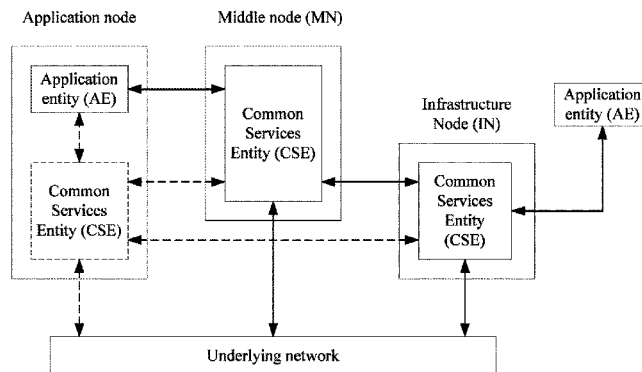 Application node
Middle node (MN)
Application
entity (AE)
Common
Services
Entity (CSE)
Infrastructure
Node (IN)
Application
entity (AE)
Common
Services
Entity (CSE)
Common
Services
Entity
(CSE)
Underlying network